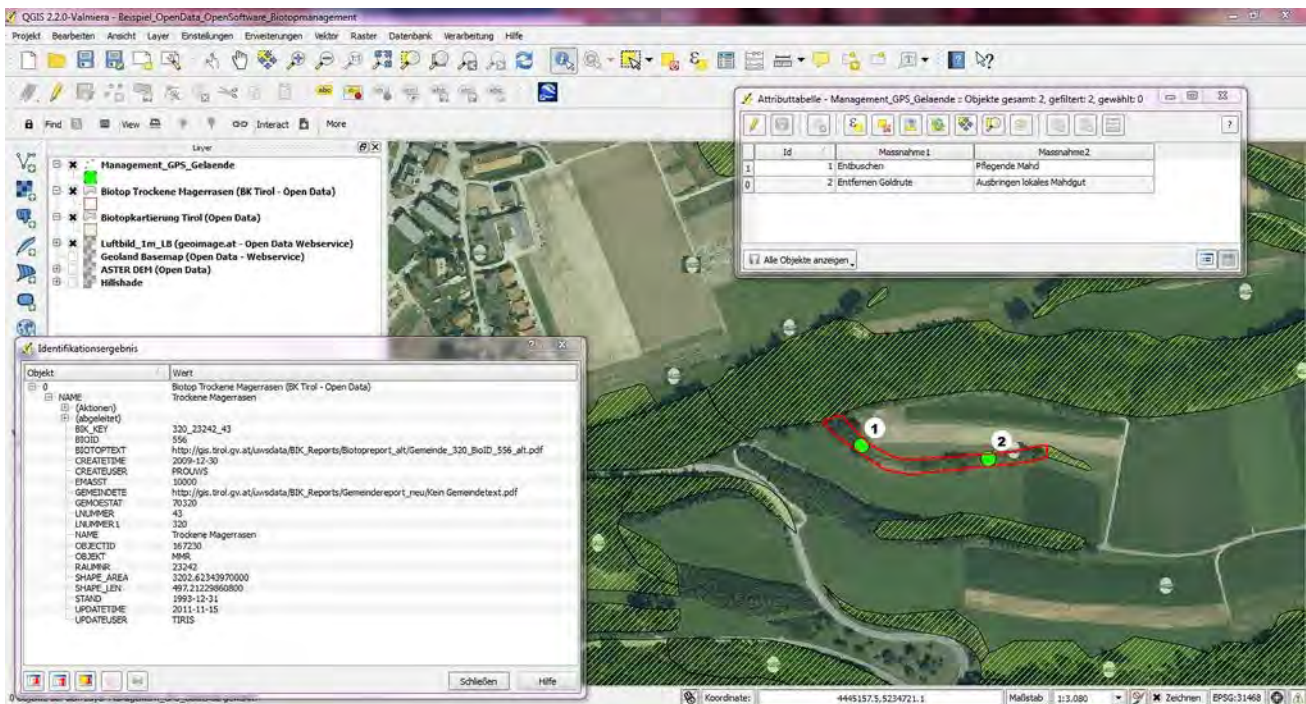 QGIS 2.2.0-Valmiera - Beispiel_OpenData_OpenSoftware_Biotopmanagement
Projekt Bearbeiten Ansicht Layer Einstellungen Erweiterungen Vektor Raster Datenbank Verarbeitung Hilfe
Find View GO Interact More
Layer
Management_GPS_Gelaende
Biotop Trockene Magerrasen (BK Tirol - Open Data)
Biotopkartierung Tirol (Open Data)
Luftbild_1m_LB (geoimage.at - Open Data Webservice)
Geoland Basemap (Open Data - Webservice)
ASTER DEM (Open Data)
Hillshade
Attributtabelle - Management_GPS_Gelaende :: Objekte gesamt: 2, gefiltert: 2, gewählt: 0
Id Massnahme1 Massnahme2
1 1 Entbuschen Pflegende Mahd
0 2 Entfernen Goldrute Ausbringen lokales Mahdgut
Alle Objekte anzeigen
Identifikationsergebnis
Objekt Wert
0 Biotop Trockene Magerrasen (BK Tirol - Open Data)
NAME Trockene Magerrasen
(Aktionen)
(abgeleitet)
BIK_KEY 320_23242_43
BIOID 556
BIOTOPTEXT http://gis.tirol.gv.at/uwsdata/BIK_Reports/Biotopreport_alt/Gemeinde_320_BioID_556_alt.pdf
CREATETIME 2009-12-30
CREATEUSER PROUWS
EMASST 10000
GEMEINDETE http://gis.tirol.gv.at/uwsdata/BIK_Reports/Gemeindereport_neu/Kein Gemeindetext.pdf
GEMOESTAT 70320
LNUMMER 43
LNUMMER1 320
NAME Trockene Magerrasen
OBJECTID 167230
OBJEKT MMR
RAUMNR 23242
SHAPE_AREA 3202.62343970000
SHAPE_LEN 497.21229860800
STAND 1993-12-31
UPDATETIME 2011-11-15
UPDATEUSER TIRIS
Schließen Hilfe
1
2
Koordinate: 4445157.5,5234721.1 Maßstab 1:3.080 Zeichnen EPSG:31468